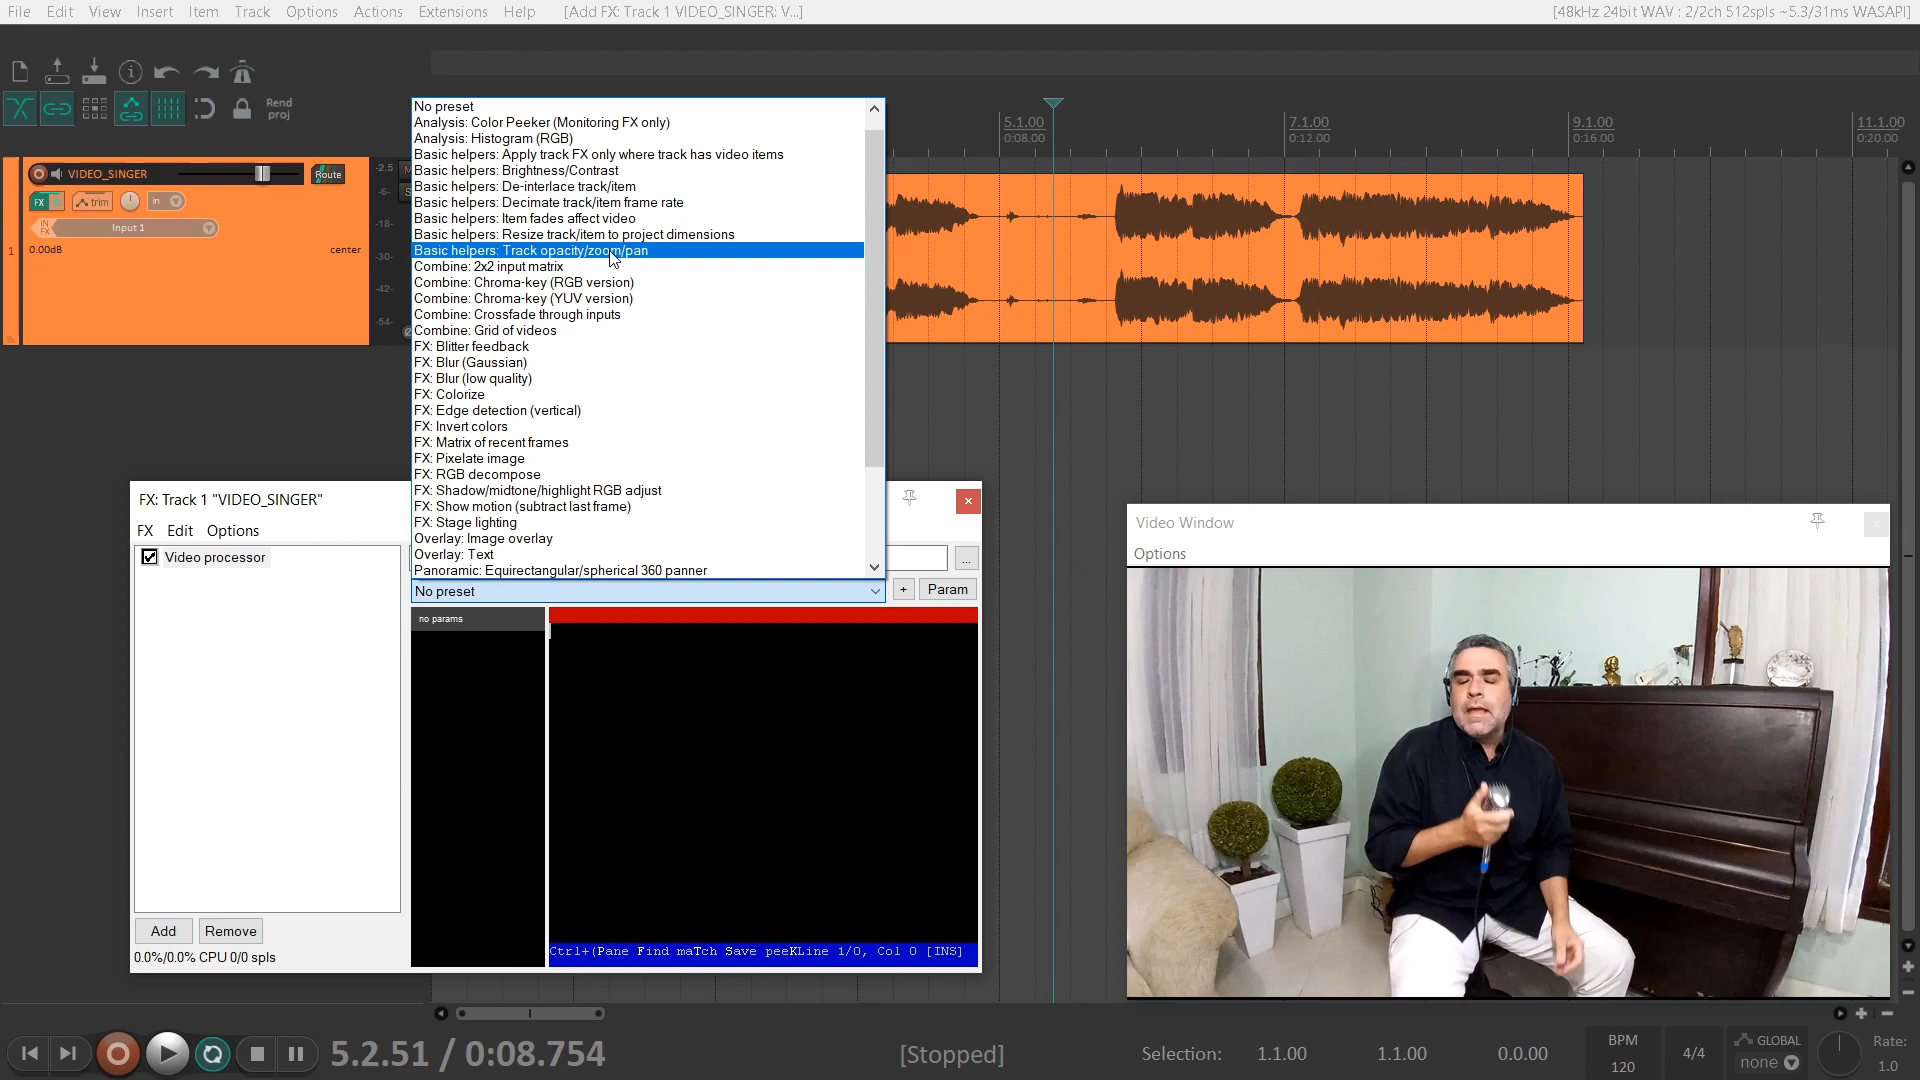 File Edit View Insert Item Track Options Actions Extensions Help [Add FX: Track 1 VIDEO_SINGER: V...] [48kHz 24bit WAV : 2/2ch 512spls ~5.3/31ms WASAPI]
Rend
proj
5.1.00 7.1.00 9.1.00 11.1.00
0:08.00 0:12.00 0:16.00 0:20.00
VIDEO_SINGER Route
FX trim in
IN
FX Input 1
1 0.00dB center
-2.5
-6-
-18-
-30-
-42-
-54-
No preset
Analysis: Color Peeker (Monitoring FX only)
Analysis: Histogram (RGB)
Basic helpers: Apply track FX only where track has video items
Basic helpers: Brightness/Contrast
Basic helpers: De-interlace track/item
Basic helpers: Decimate track/item frame rate
Basic helpers: Item fades affect video
Basic helpers: Resize track/item to project dimensions
Basic helpers: Track opacity/zoom/pan
Combine: 2x2 input matrix
Combine: Chroma-key (RGB version)
Combine: Chroma-key (YUV version)
Combine: Crossfade through inputs
Combine: Grid of videos
FX: Blitter feedback
FX: Blur (Gaussian)
FX: Blur (low quality)
FX: Colorize
FX: Edge detection (vertical)
FX: Invert colors
FX: Matrix of recent frames
FX: Pixelate image
FX: RGB decompose
FX: Shadow/midtone/highlight RGB adjust
FX: Show motion (subtract last frame)
FX: Stage lighting
Overlay: Image overlay
Overlay: Text
Panoramic: Equirectangular/spherical 360 panner
FX: Track 1 "VIDEO_SINGER"
FX Edit Options
Video processor
...
No preset + Param
no params
Ctrl+(Pane Find maTch Save peeKLine 1/0, Col 0 [INS]
Add Remove
0.0%/0.0% CPU 0/0 spls
Video Window
Options
5.2.51 / 0:08.754 [Stopped] Selection: 1.1.00 1.1.00 0.0.00
BPM
120
4/4
GLOBAL
none
Rate:
1.0